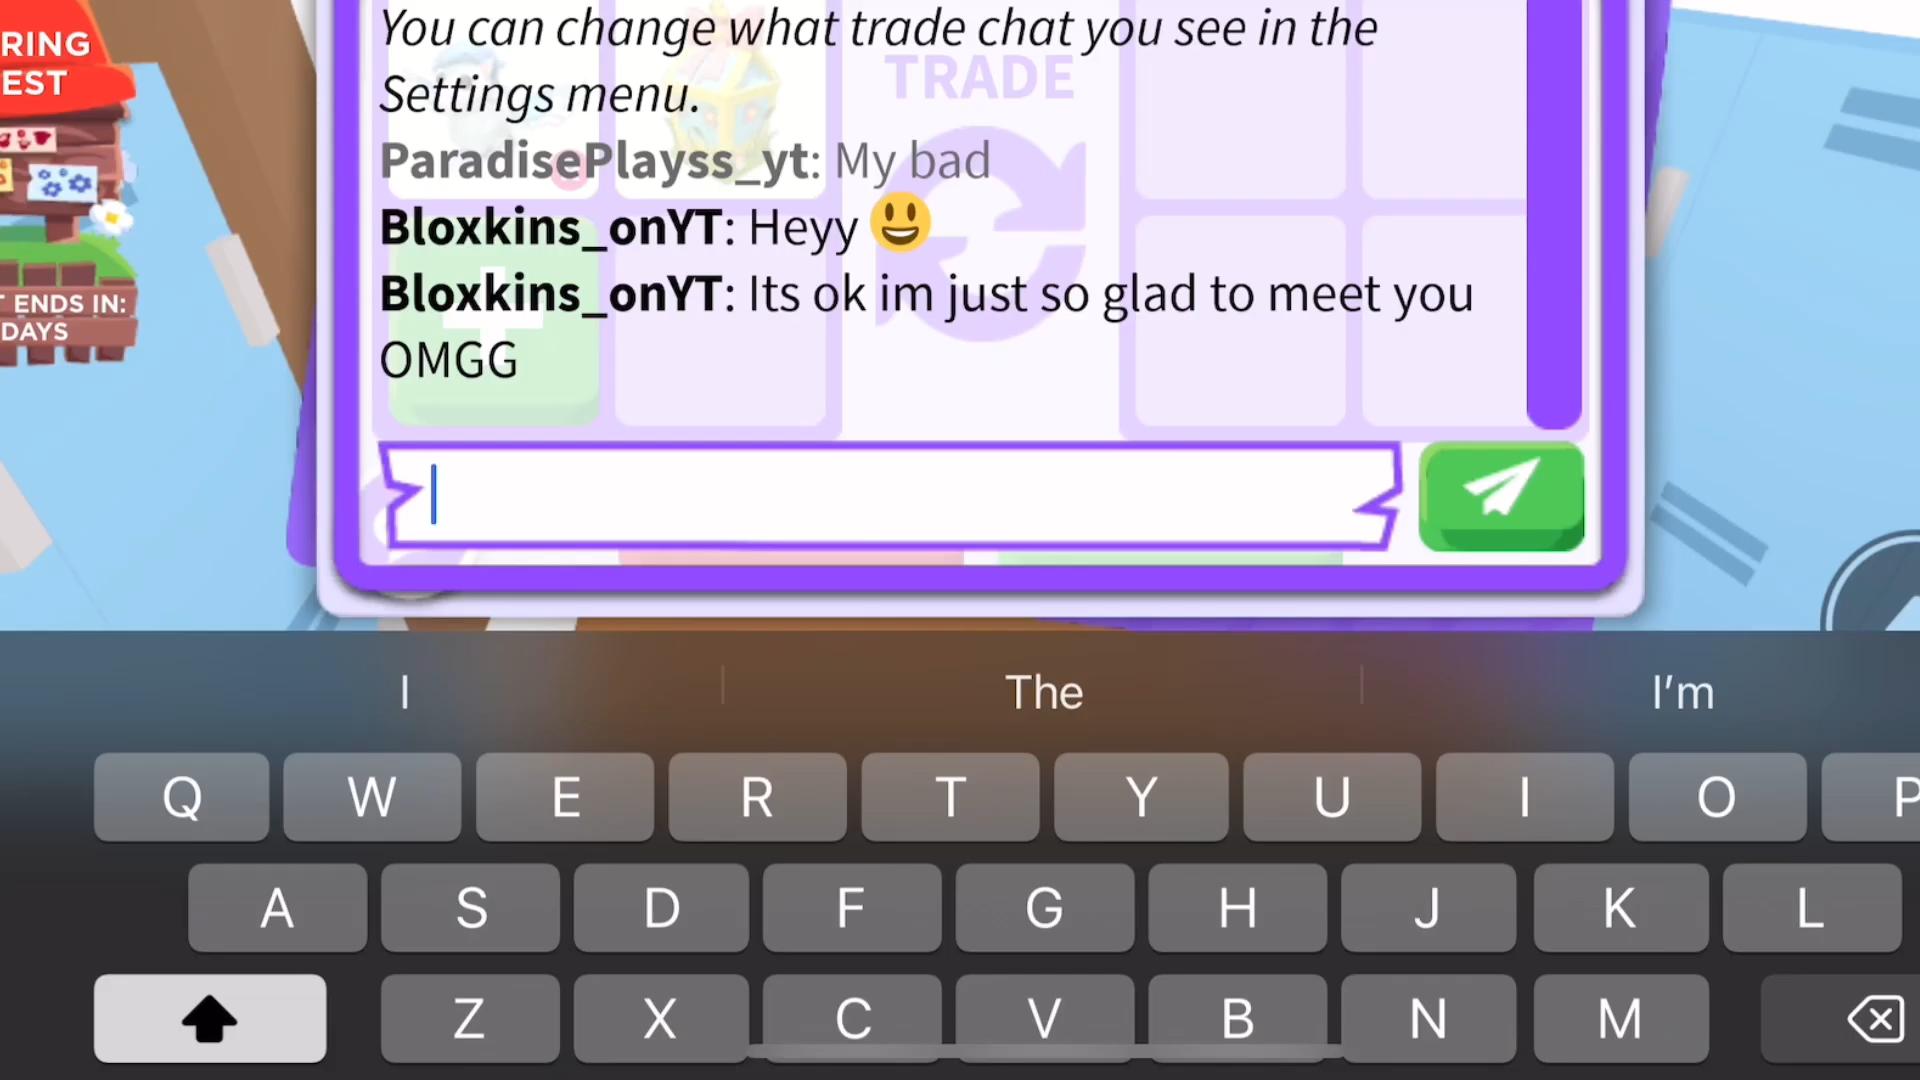 RING
EST
ENDS IN:
DAYS
You can change what trade chat you see in the
Settings menu.
TRADE
ParadisePlayss_yt: My bad
Bloxkins_onYT: Heyy 😃
Bloxkins_onYT: Its ok im just so glad to meet you
OMGG
I The I'm
Q W E R T Y U I O P
A S D F G H J K L
Z X C V B N M